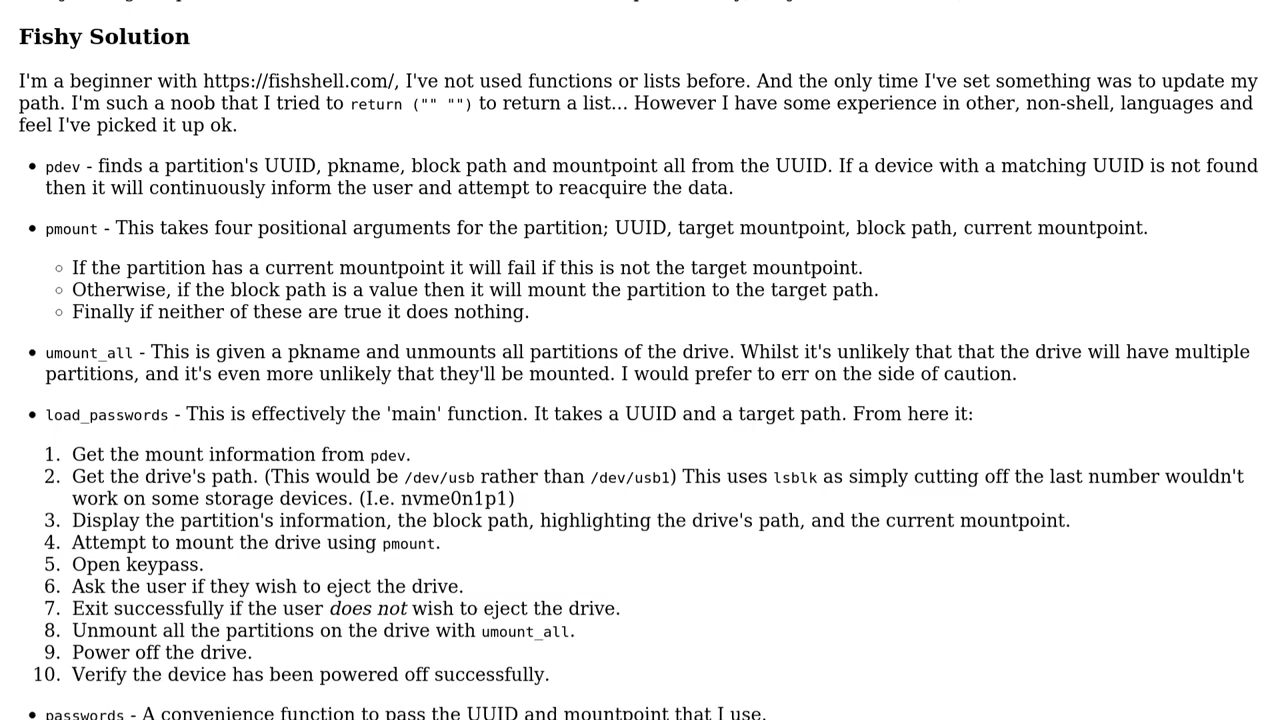 Fishy Solution
I'm a beginner with https://fishshell.com/, I've not used functions or lists before. And the only time I've set something was to update my
path. I'm such a noob that I tried to return ("" "") to return a list... However I have some experience in other, non-shell, languages and
feel I've picked it up ok.
• pdev - finds a partition's UUID, pkname, block path and mountpoint all from the UUID. If a device with a matching UUID is not found
then it will continuously inform the user and attempt to reacquire the data.
• pmount - This takes four positional arguments for the partition; UUID, target mountpoint, block path, current mountpoint.
◦ If the partition has a current mountpoint it will fail if this is not the target mountpoint.
◦ Otherwise, if the block path is a value then it will mount the partition to the target path.
◦ Finally if neither of these are true it does nothing.
• umount_all - This is given a pkname and unmounts all partitions of the drive. Whilst it's unlikely that that the drive will have multiple
partitions, and it's even more unlikely that they'll be mounted. I would prefer to err on the side of caution.
• load_passwords - This is effectively the 'main' function. It takes a UUID and a target path. From here it:
1. Get the mount information from pdev.
2. Get the drive's path. (This would be /dev/usb rather than /dev/usb1) This uses lsblk as simply cutting off the last number wouldn't
work on some storage devices. (I.e. nvme0n1p1)
3. Display the partition's information, the block path, highlighting the drive's path, and the current mountpoint.
4. Attempt to mount the drive using pmount.
5. Open keypass.
6. Ask the user if they wish to eject the drive.
7. Exit successfully if the user does not wish to eject the drive.
8. Unmount all the partitions on the drive with umount_all.
9. Power off the drive.
10. Verify the device has been powered off successfully.
• passwords - A convenience function to pass the UUID and mountpoint that I use.